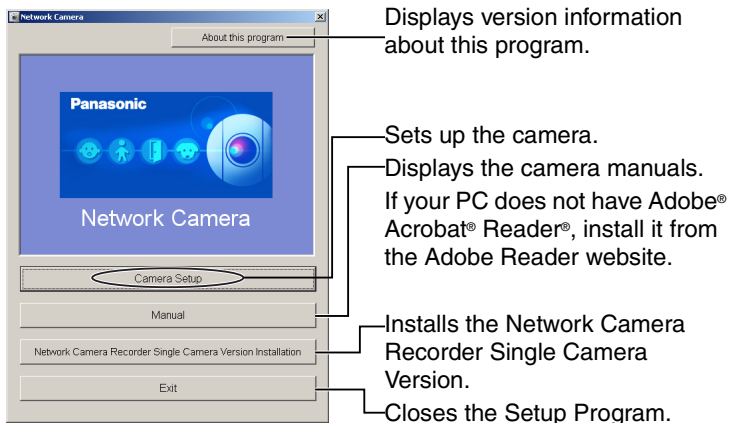 Network Camera
About this program
Displays version information
about this program.
Panasonic
Network Camera
Sets up the camera.
Displays the camera manuals.
If your PC does not have Adobe®
Acrobat® Reader®, install it from
the Adobe Reader website.
Camera Setup
Manual
Network Camera Recorder Single Camera Version Installation
Installs the Network Camera
Recorder Single Camera
Version.
Exit
Closes the Setup Program.